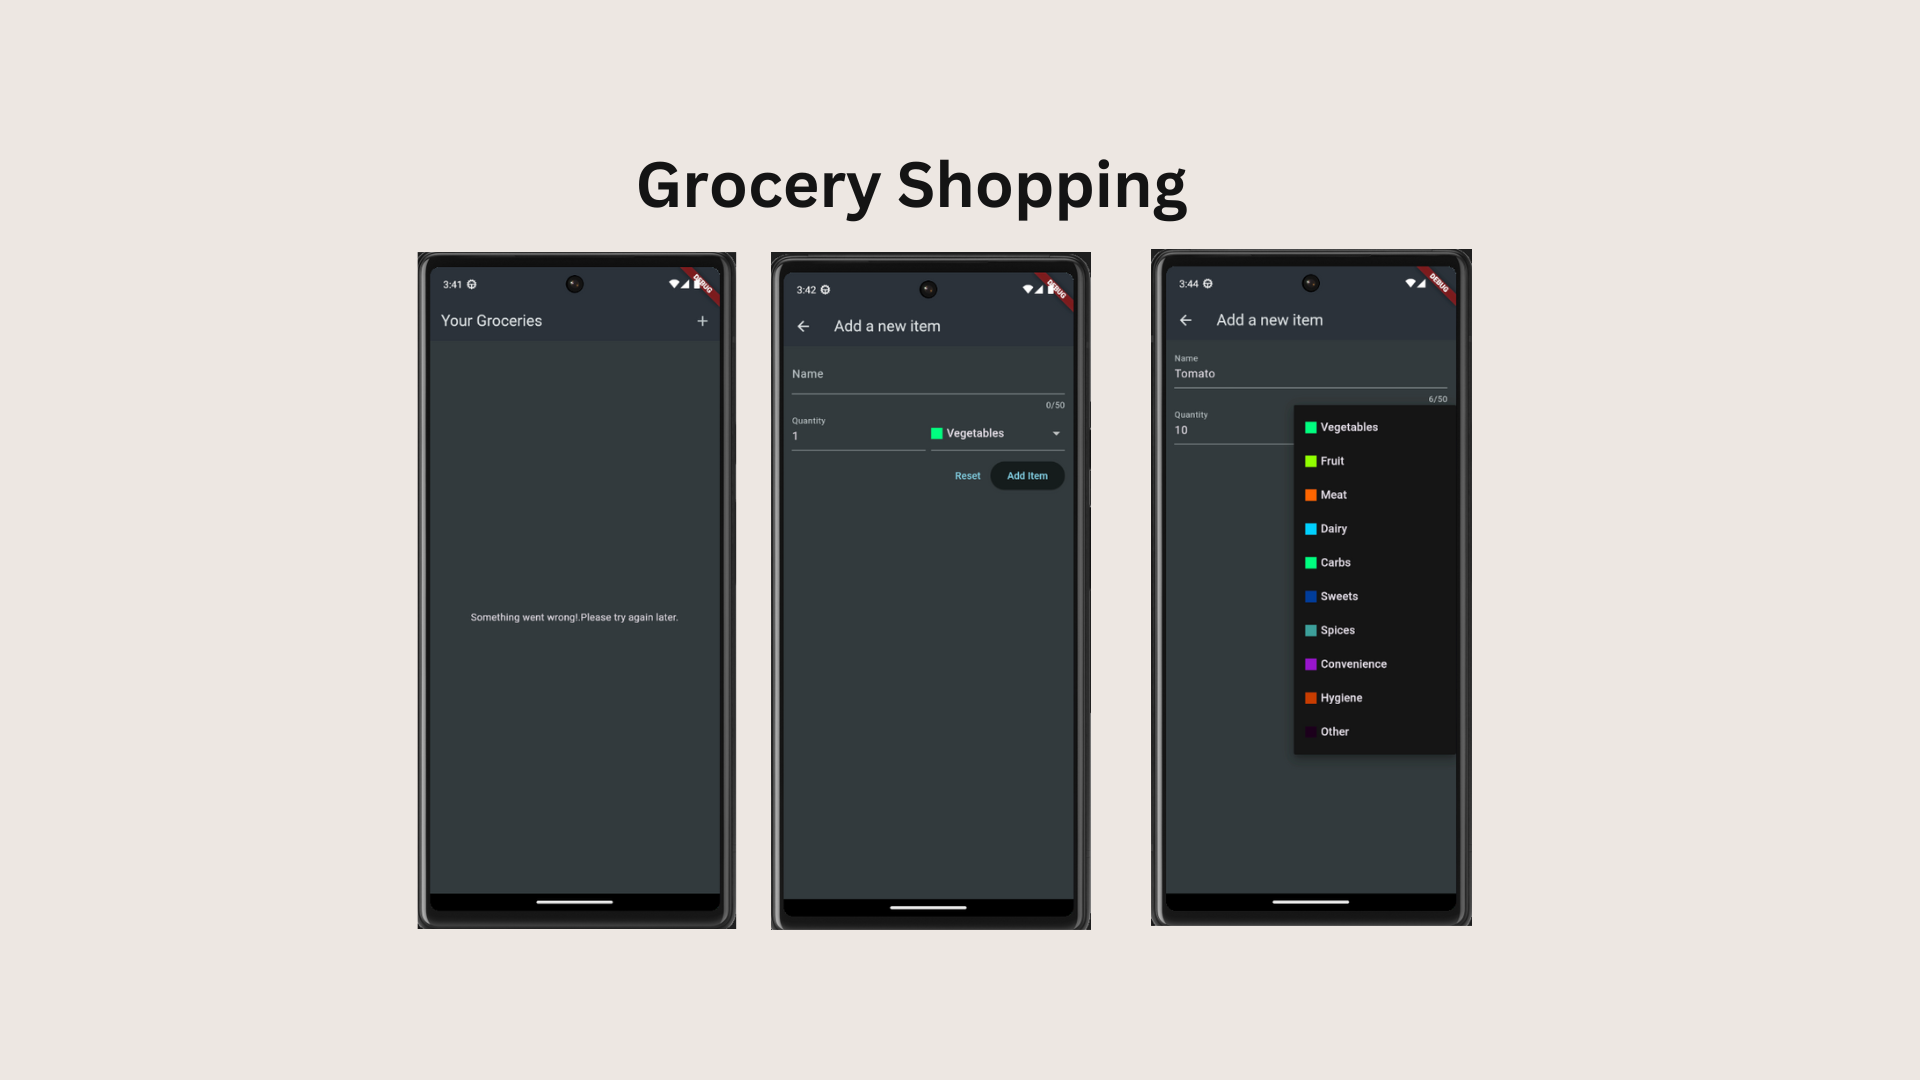 Grocery Shopping
3:41
DEBUG
Your Groceries
+
Something went wrong!.Please try again later.
3:42
DEBUG
Add a new item
Name
0/50
Quantity
1
Vegetables
Reset
Add Item
3:44
DEBUG
Add a new item
Name
Tomato
6/50
Quantity
10
Vegetables
Fruit
Meat
Dairy
Carbs
Sweets
Spices
Convenience
Hygiene
Other